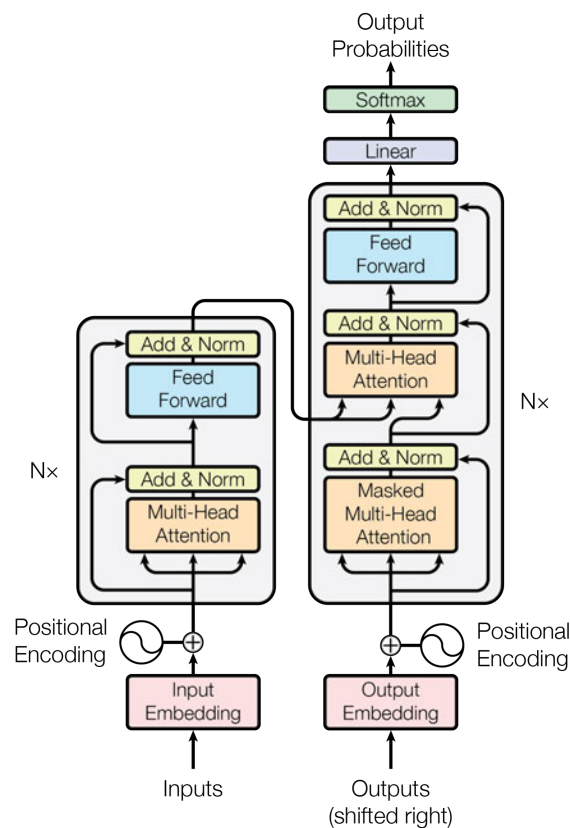 Output
Probabilities
Softmax
Linear
Add & Norm
Feed
Forward
Add & Norm
Multi-Head
Attention
Add & Norm
Masked
Multi-Head
Attention
N×
Add & Norm
Feed
Forward
Add & Norm
Multi-Head
Attention
N×
Positional
Encoding
Positional
Encoding
Input
Embedding
Output
Embedding
Inputs
Outputs
(shifted right)